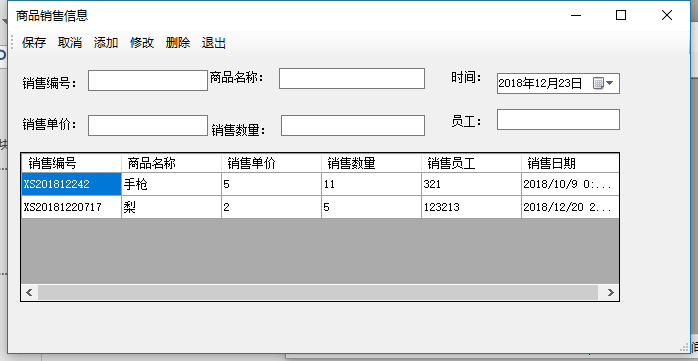 商品销售信息
保存 取消 添加 修改 删除 退出
销售编号： 商品名称： 时间： 2018年12月23日
销售单价： 销售数量： 员工：
销售编号 商品名称 销售单价 销售数量 销售员工 销售日期
XS201812242 手枪 5 11 321 2018/10/9 0:...
XS20181220717 梨 2 5 123213 2018/12/20 2...